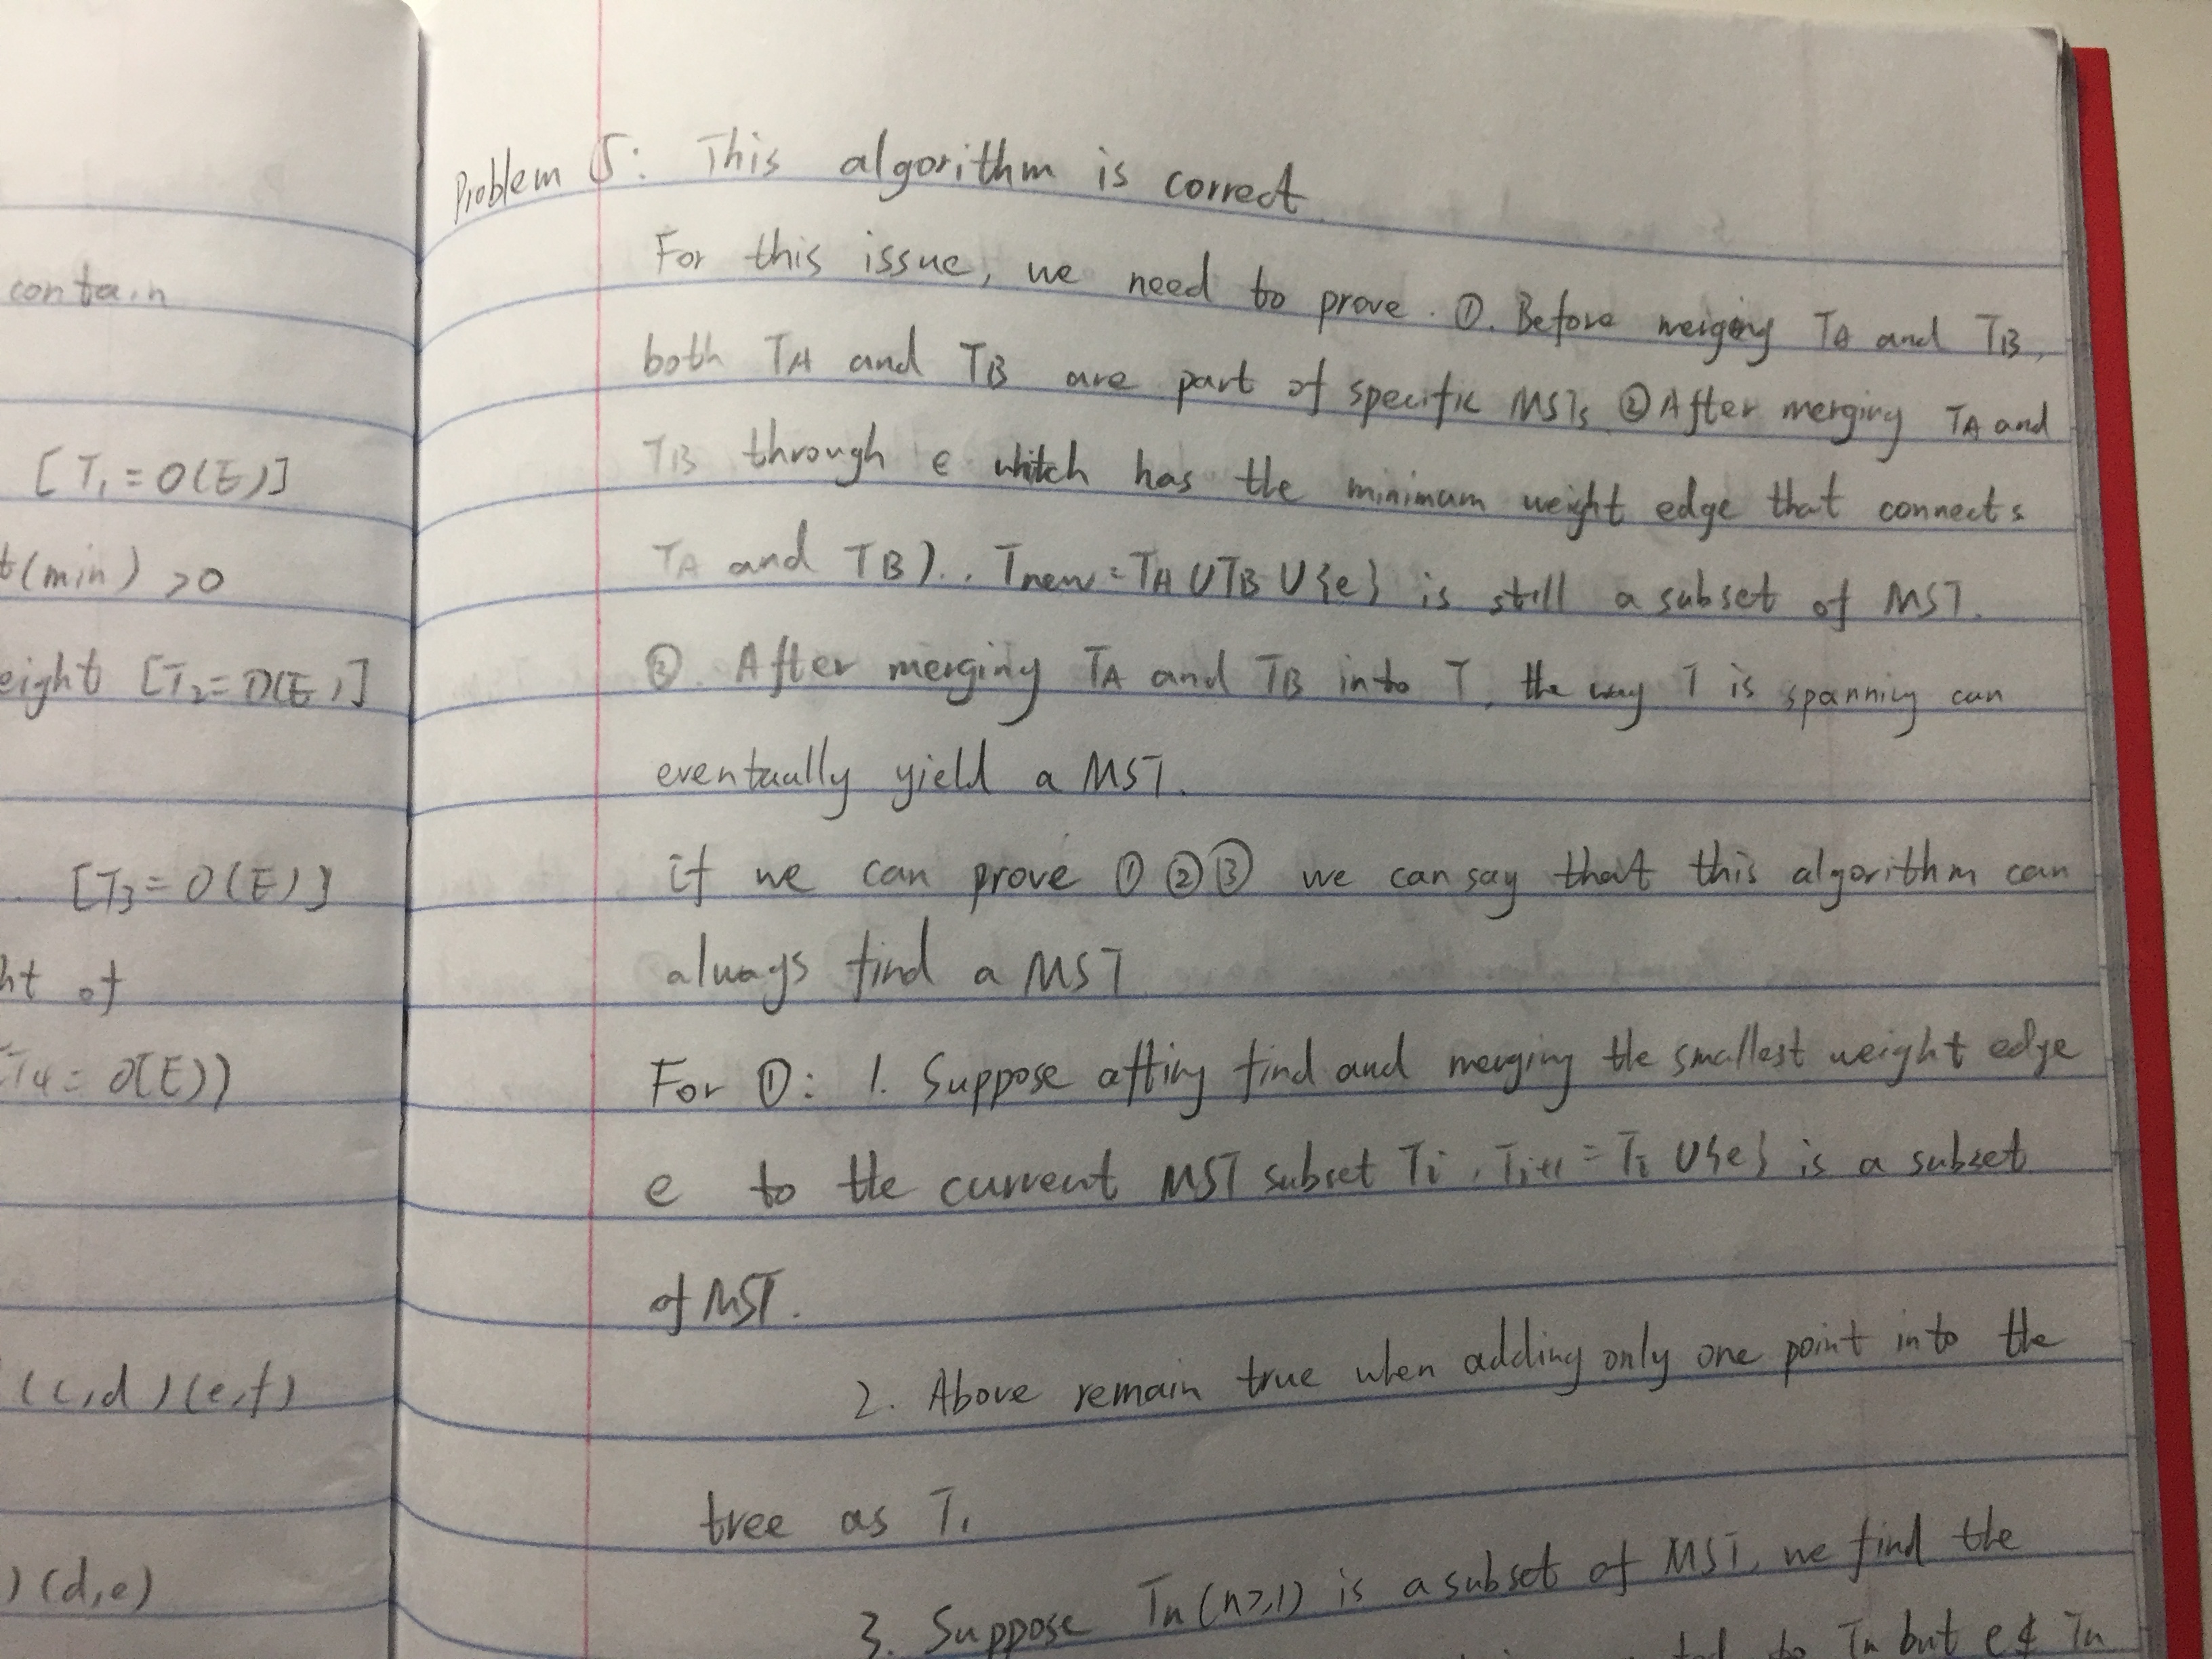 contain
[T₁ = O(E)]
t(min) >0
eight [T₂ = O(E)]
[T₃ = O(E)]
ht of
T₄ = O(E))
(c,d) (e,f)
) (d,e)
Problem 5: This algorithm is correct
For this issue, we need to prove. ①. Before merging TA and TB,
both TA and TB are part of specific MSTs ② After merging TA and
TB through e whitch has the minimum weight edge that connects
TA and TB). . Tnew = TA ∪ TB ∪ {e} is still a subset of MST.
③. After merging TA and TB into T, the way T is spanning can
eventually yield a MST.
if we can prove ① ② ③ we can say that this algorithm can
always find a MST
For ①: 1. Suppose afting find and merging the smallest weight edge
e to the current MST subset Ti, Ti+1 = Ti ∪ {e} is a subset
of MST.
2. Above remain true when adding only one point into the
tree as T₁
3. Suppose Tn (n≥1) is a subset of MST, we find the
to Tn but e ∉ Tn